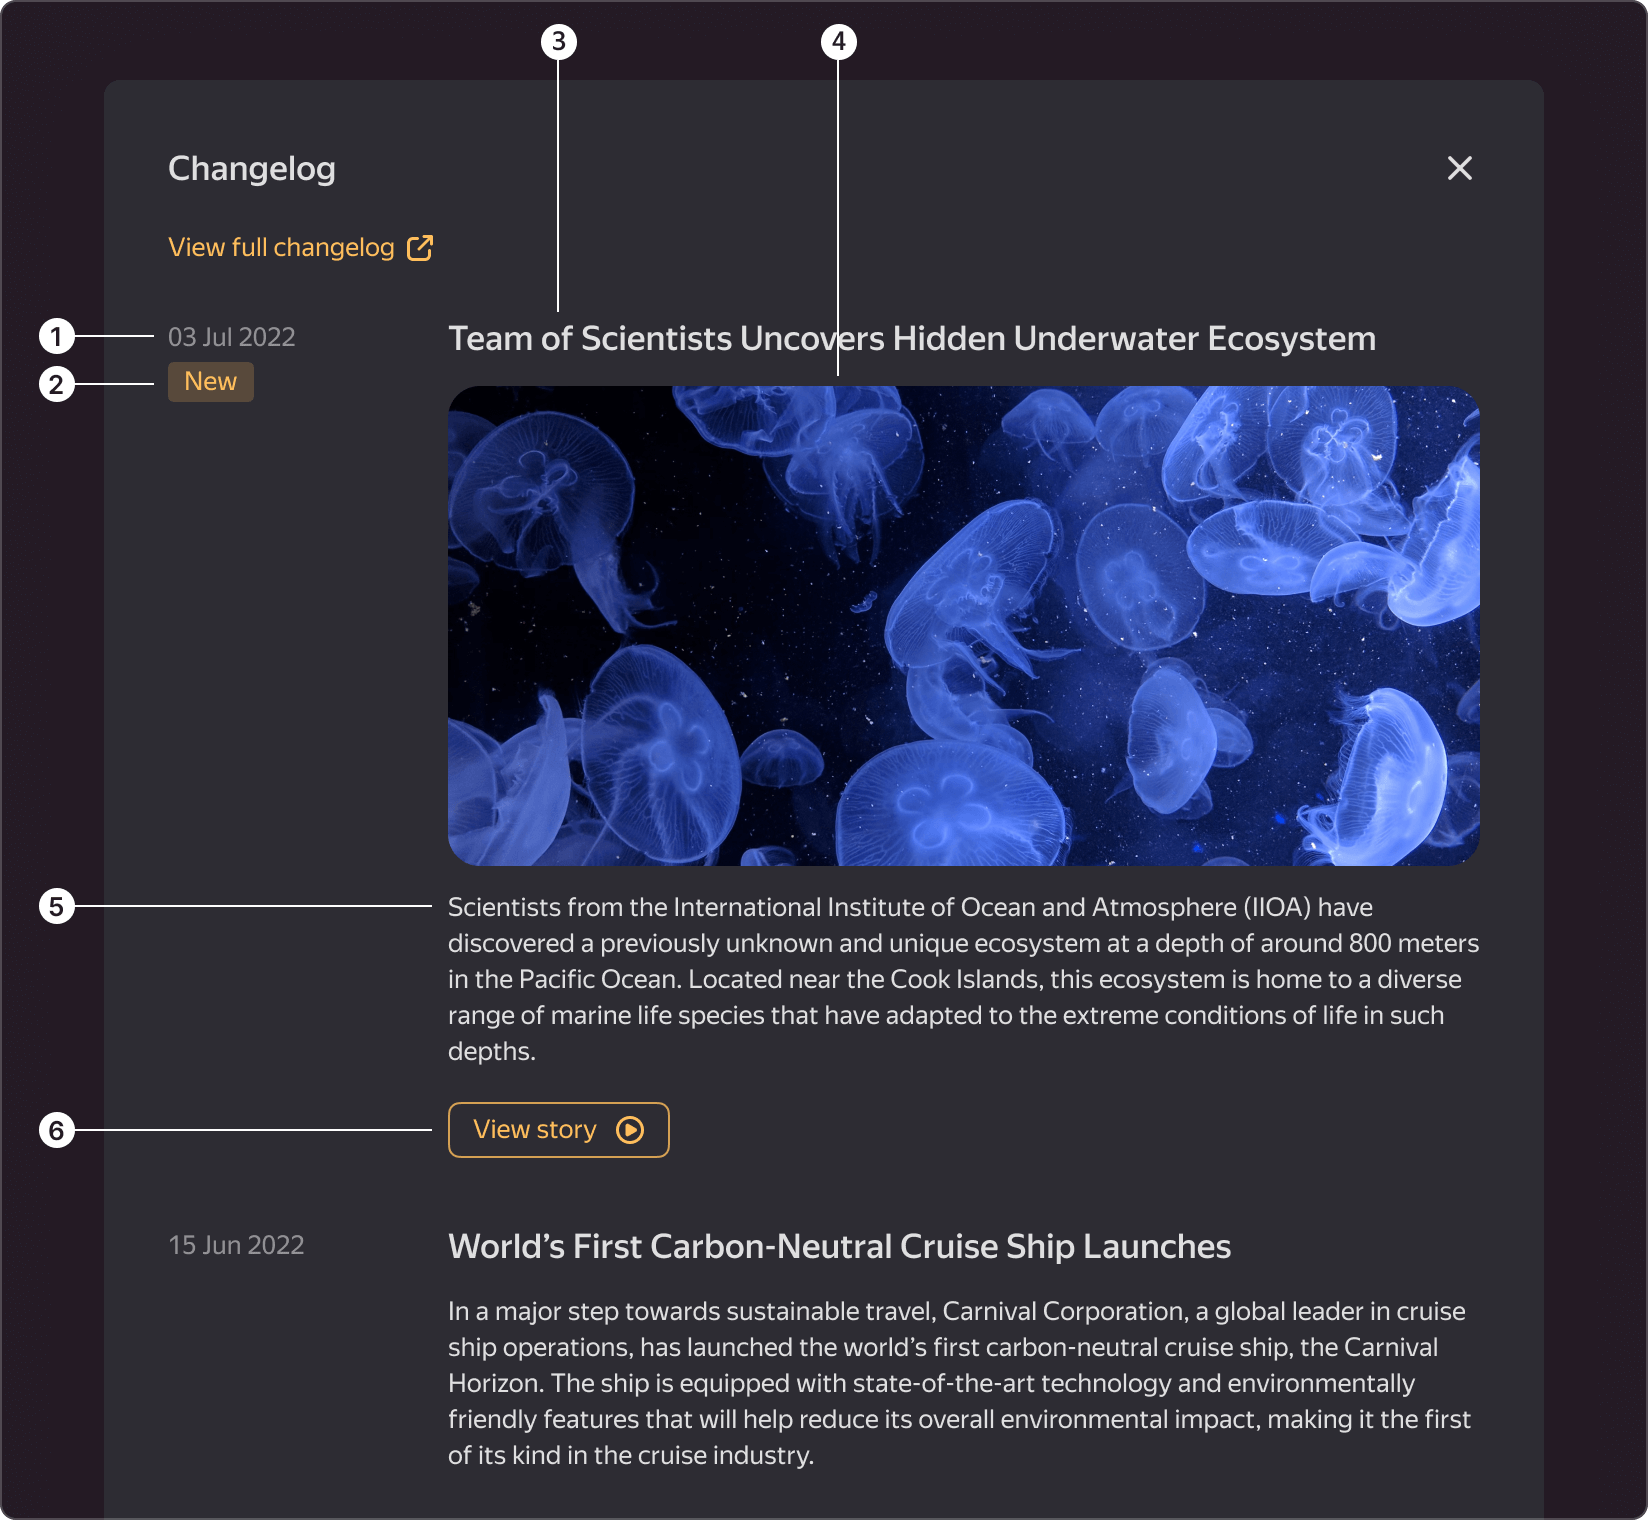 3
4
Changelog
View full changelog
1
03 Jul 2022
2
New
Team of Scientists Uncovers Hidden Underwater Ecosystem
5
Scientists from the International Institute of Ocean and Atmosphere (IIOA) have
discovered a previously unknown and unique ecosystem at a depth of around 800 meters
in the Pacific Ocean. Located near the Cook Islands, this ecosystem is home to a diverse
range of marine life species that have adapted to the extreme conditions of life in such
depths.
6
View story
15 Jun 2022
World’s First Carbon-Neutral Cruise Ship Launches
In a major step towards sustainable travel, Carnival Corporation, a global leader in cruise
ship operations, has launched the world’s first carbon-neutral cruise ship, the Carnival
Horizon. The ship is equipped with state-of-the-art technology and environmentally
friendly features that will help reduce its overall environmental impact, making it the first
of its kind in the cruise industry.